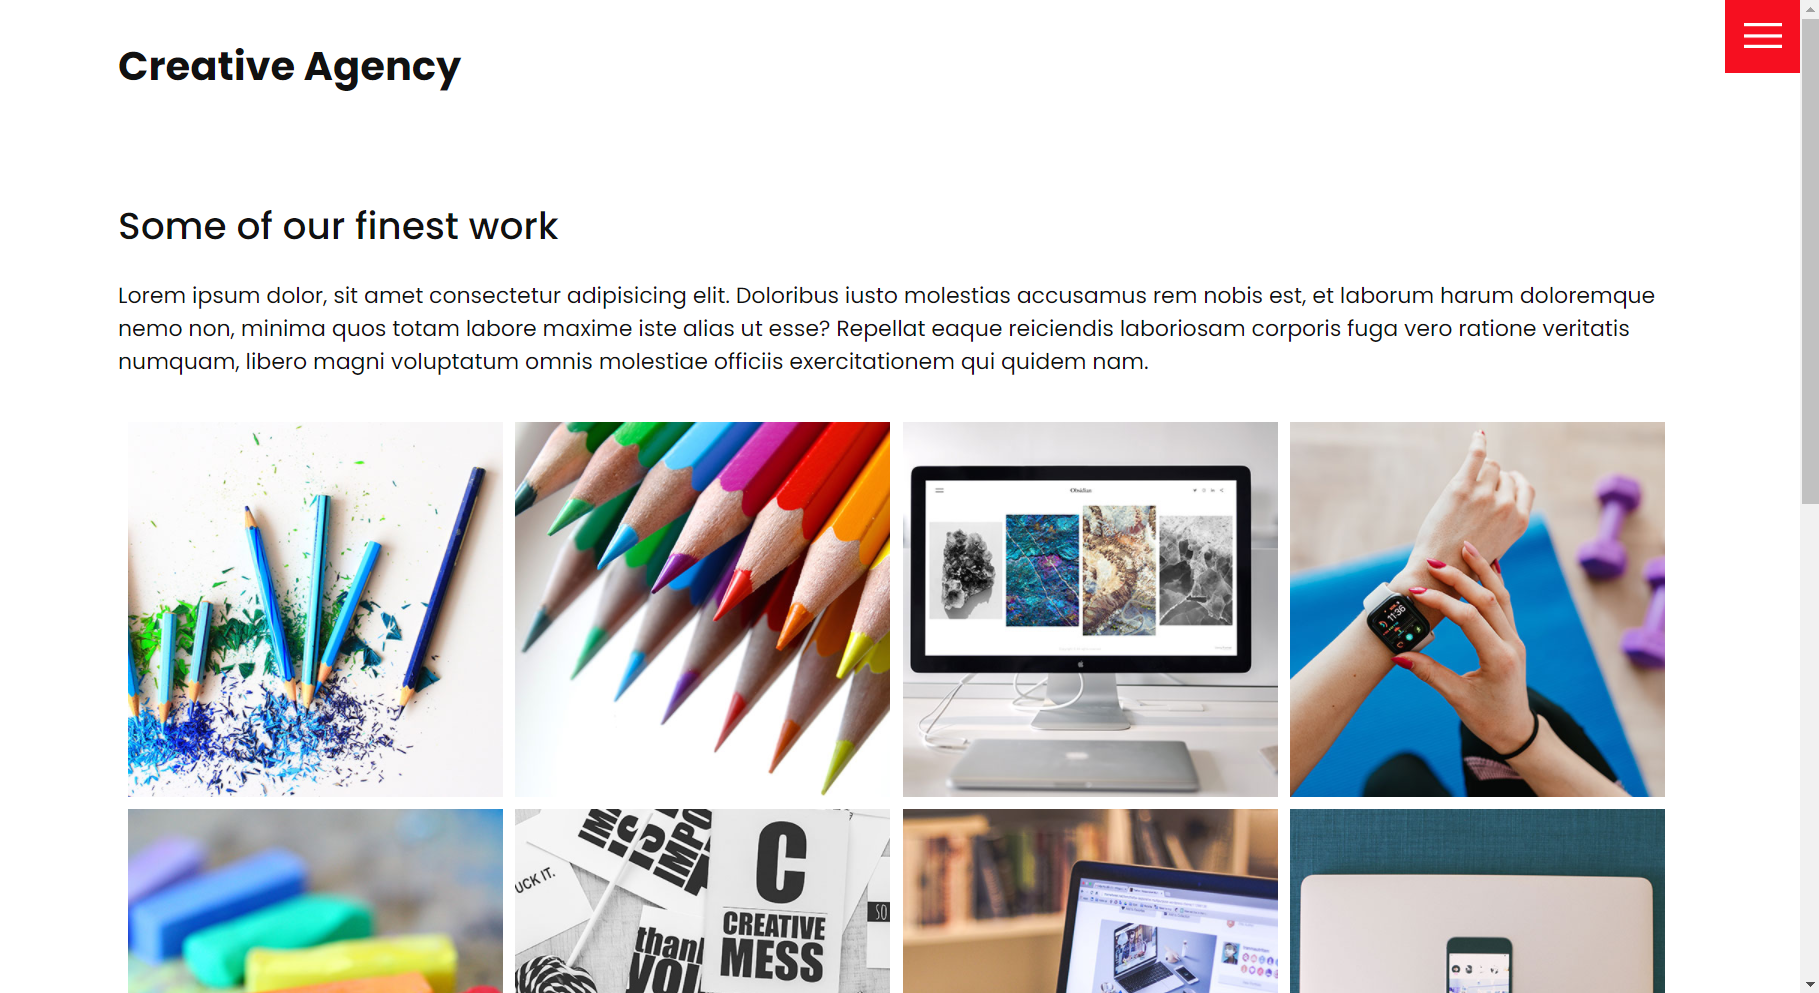 Creative Agency
Some of our finest work
Lorem ipsum dolor, sit amet consectetur adipisicing elit. Doloribus iusto molestias accusamus rem nobis est, et laborum harum doloremque
nemo non, minima quos totam labore maxime iste alias ut esse? Repellat eaque reiciendis laboriosam corporis fuga vero ratione veritatis
numquam, libero magni voluptatum omnis molestiae officiis exercitationem qui quidem nam.
Obsidian
11:36
UCK IT.
C
CREATIVE
MESS
SO